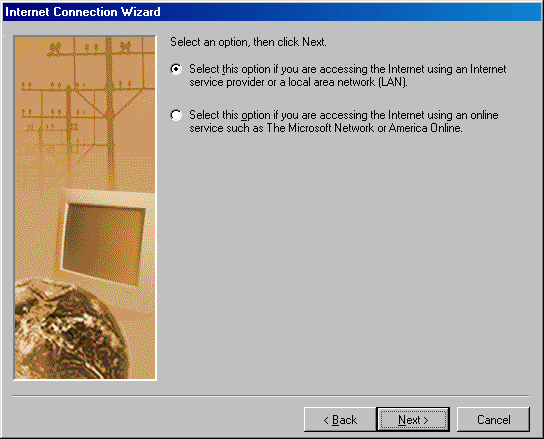 Internet Connection Wizard
Select an option, then click Next.
Select this option if you are accessing the Internet using an Internet
service provider or a local area network (LAN).
Select this option if you are accessing the Internet using an online
service such as The Microsoft Network or America Online.
< Back
Next >
Cancel